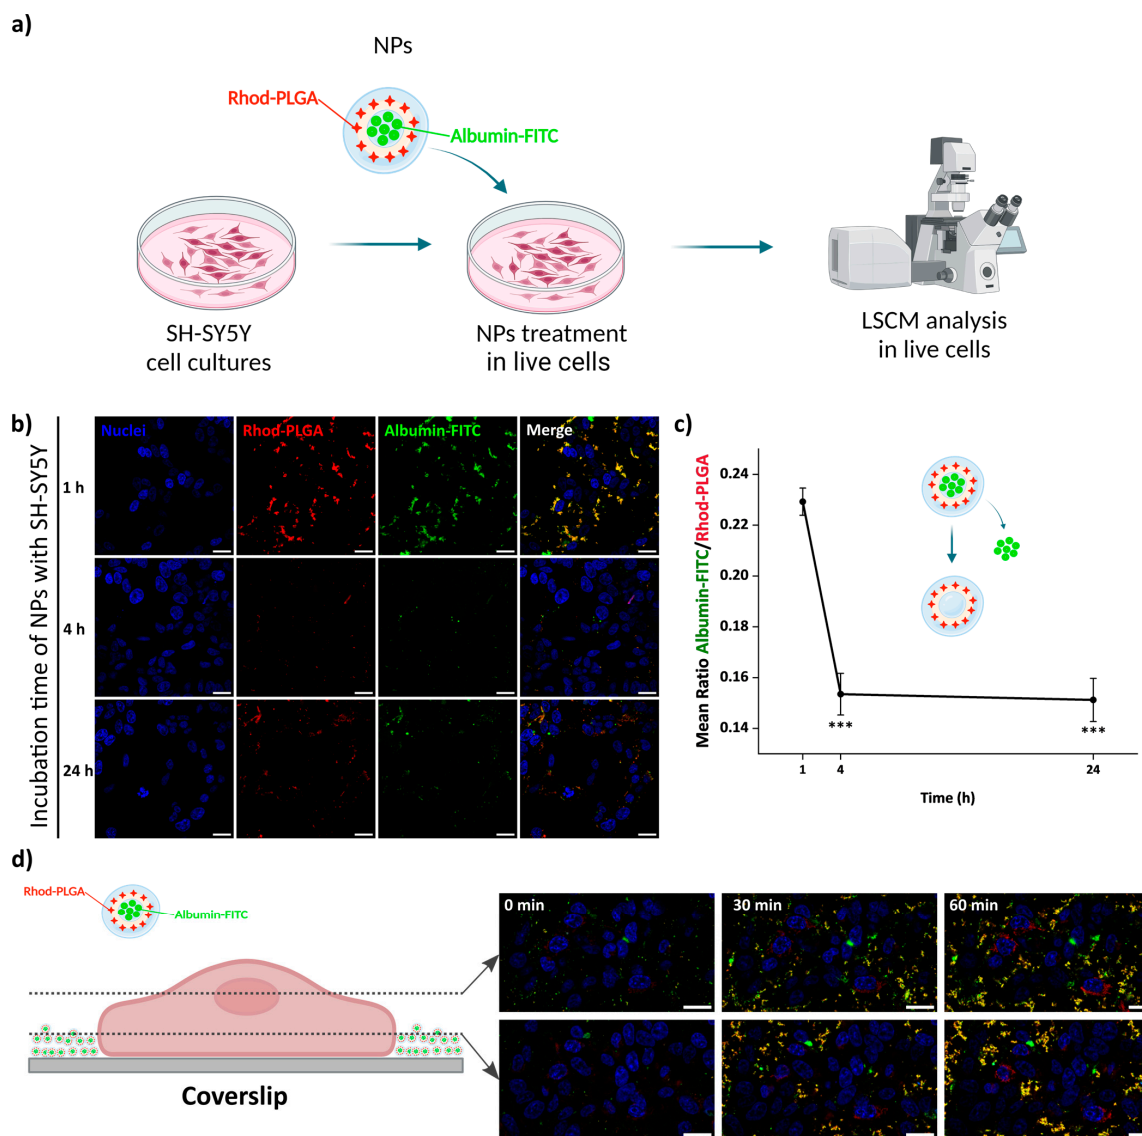 a)
NPs
Rhod-PLGA
Albumin-FITC
SH-SY5Y
cell cultures
NPs treatment
in live cells
LSCM analysis
in live cells
b)
Incubation time of NPs with SH-SY5Y
Nuclei
Rhod-PLGA
Albumin-FITC
Merge
1 h
4 h
24 h
c)
Mean Ratio Albumin-FITC/Rhod-PLGA
0.24
0.22
0.20
0.18
0.16
0.14
***
***
1
4
24
Time (h)
d)
Rhod-PLGA
Albumin-FITC
Coverslip
0 min
30 min
60 min